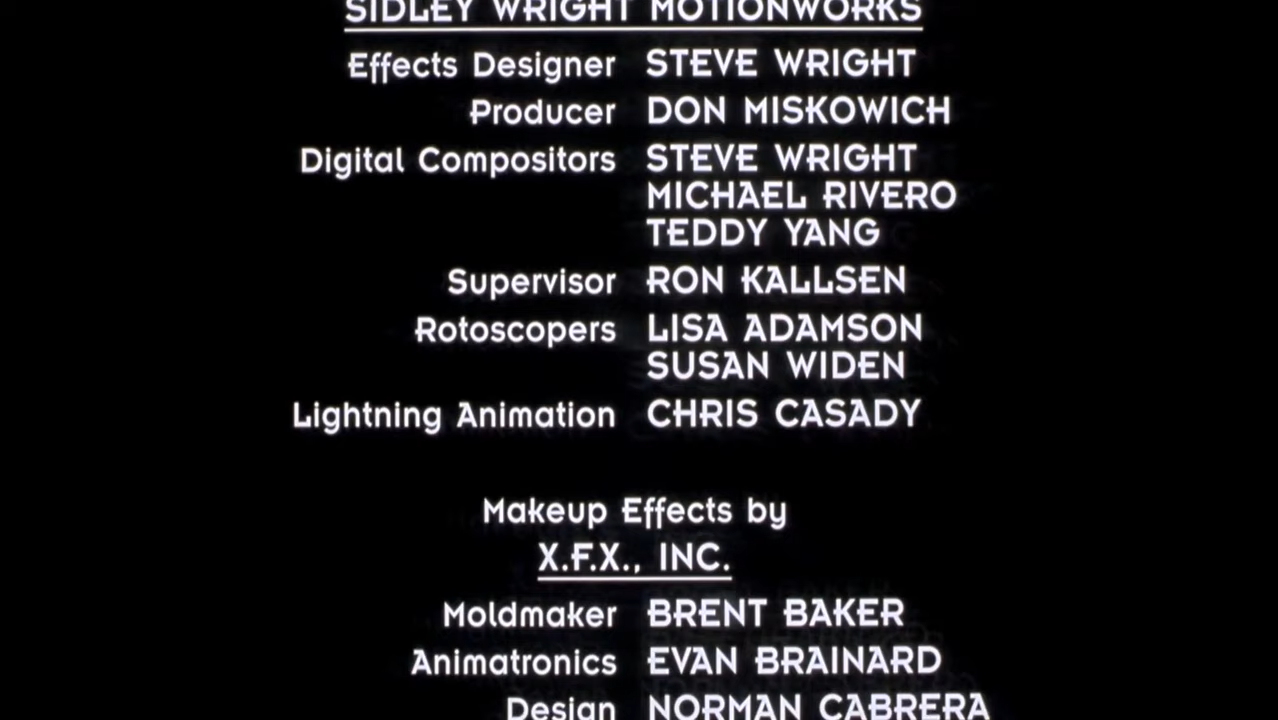 SIDLEY WRIGHT MOTIONWORKS
Effects Designer STEVE WRIGHT
Producer DON MISKOWICH
Digital Compositors STEVE WRIGHT
MICHAEL RIVERO
TEDDY YANG
Supervisor RON KALLSEN
Rotoscopers LISA ADAMSON
SUSAN WIDEN
Lightning Animation CHRIS CASADY
Makeup Effects by
X.F.X., INC.
Moldmaker BRENT BAKER
Animatronics EVAN BRAINARD
Design NORMAN CABRERA